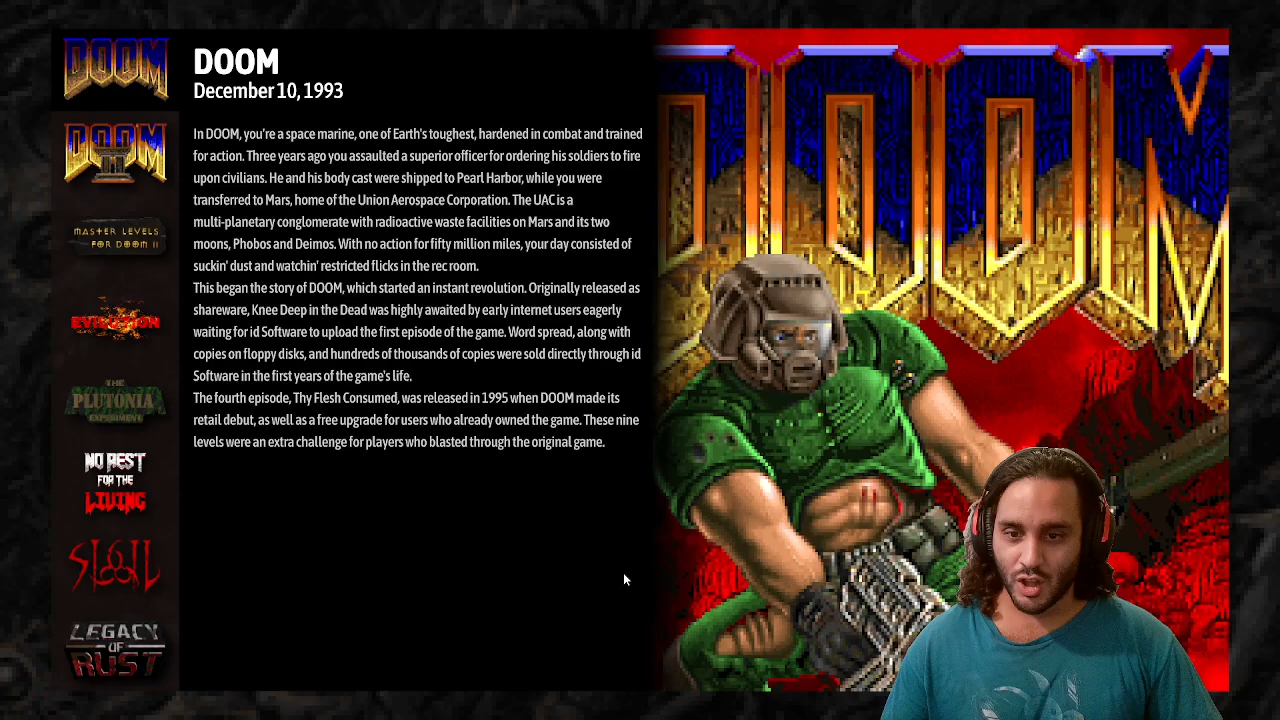 DOOM
DOOM
II
MASTER LEVELS
FOR DOOM II
EVILUTION
THE
PLUTONIA
EXPERIMENT
NO REST
FOR THE
LIVING
SIGIL
LEGACY
OF
RUST
DOOM
December 10, 1993
In DOOM, you're a space marine, one of Earth's toughest, hardened in combat and trained
for action. Three years ago you assaulted a superior officer for ordering his soldiers to fire
upon civilians. He and his body cast were shipped to Pearl Harbor, while you were
transferred to Mars, home of the Union Aerospace Corporation. The UAC is a
multi-planetary conglomerate with radioactive waste facilities on Mars and its two
moons, Phobos and Deimos. With no action for fifty million miles, your day consisted of
suckin' dust and watchin' restricted flicks in the rec room.
This began the story of DOOM, which started an instant revolution. Originally released as
shareware, Knee Deep in the Dead was highly awaited by early internet users eagerly
waiting for id Software to upload the first episode of the game. Word spread, along with
copies on floppy disks, and hundreds of thousands of copies were sold directly through id
Software in the first years of the game's life.
The fourth episode, Thy Flesh Consumed, was released in 1995 when DOOM made its
retail debut, as well as a free upgrade for users who already owned the game. These nine
levels were an extra challenge for players who blasted through the original game.
DOOM